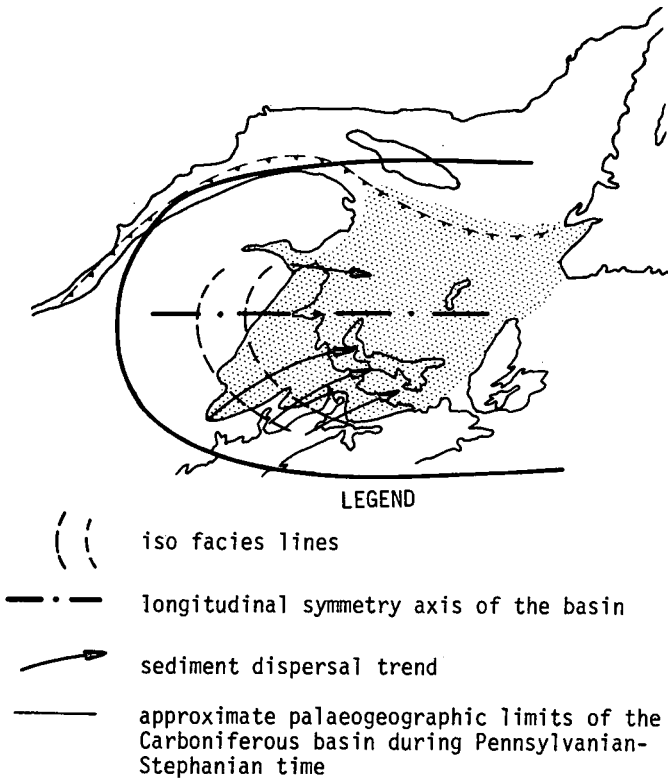 LEGEND
iso facies lines
longitudinal symmetry axis of the basin
sediment dispersal trend
approximate palaeogeographic limits of the
Carboniferous basin during Pennsylvanian-
Stephanian time